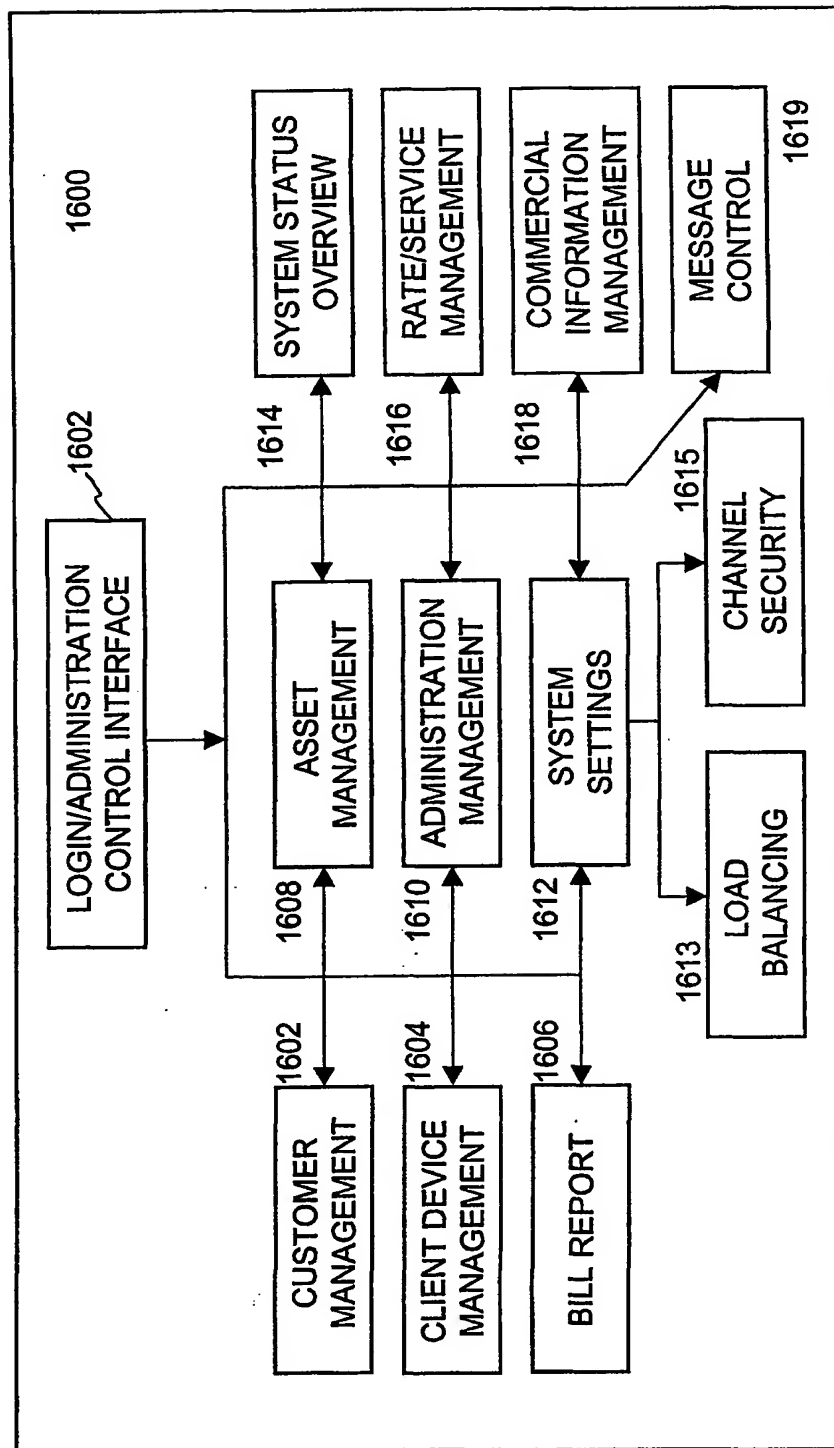 1600
LOGIN/ADMINISTRATION
CONTROL INTERFACE
1602
CUSTOMER
MANAGEMENT
1602
1608
ASSET
MANAGEMENT
1614
SYSTEM STATUS
OVERVIEW
CLIENT DEVICE
MANAGEMENT
1604
1610
ADMINISTRATION
MANAGEMENT
1616
RATE/SERVICE
MANAGEMENT
BILL REPORT
1606
1612
SYSTEM
SETTINGS
1618
COMMERCIAL
INFORMATION
MANAGEMENT
1613
LOAD
BALANCING
1615
CHANNEL
SECURITY
MESSAGE
CONTROL
1619